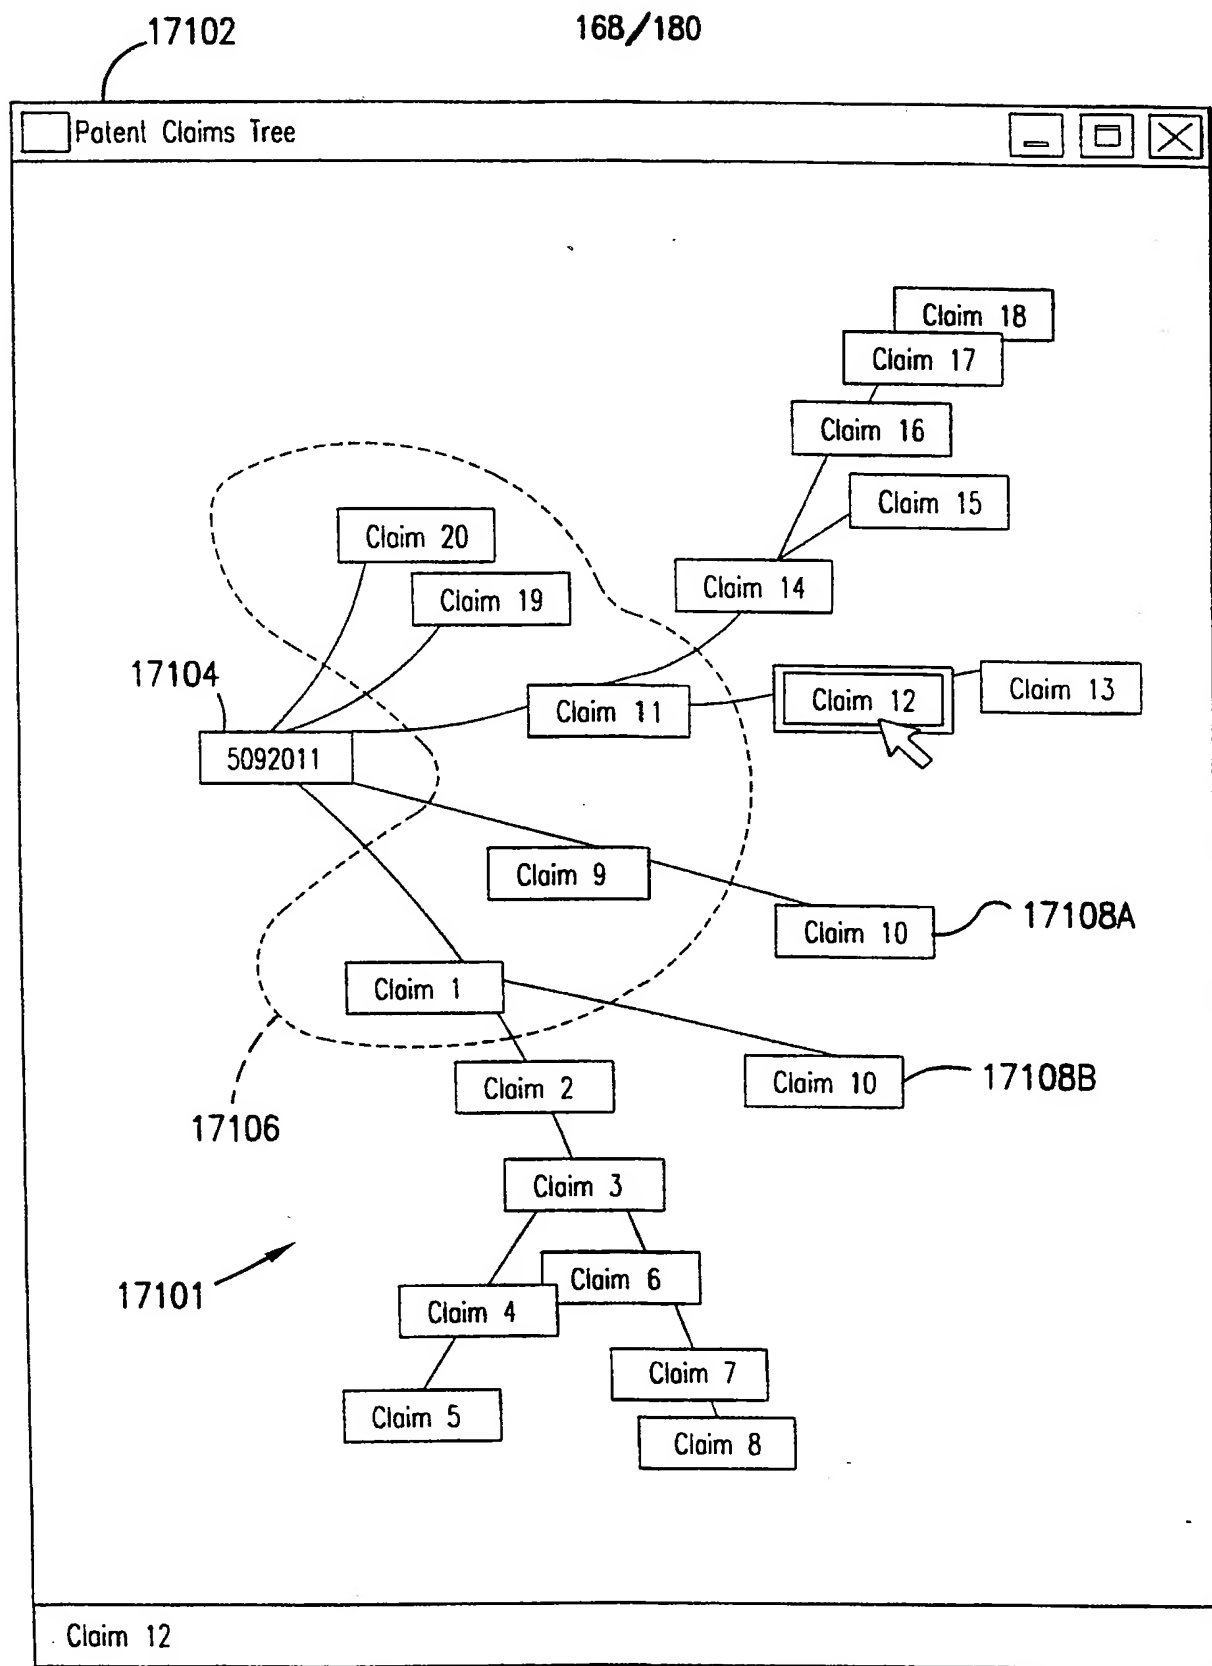 17102
168/180
Patent Claims Tree
Claim 18
Claim 17
Claim 16
Claim 15
Claim 20
Claim 14
Claim 19
17104
Claim 13
Claim 12
Claim 11
5092011
Claim 9
17108A
Claim 10
Claim 1
17108B
Claim 10
Claim 2
17106
Claim 3
Claim 6
17101
Claim 4
Claim 7
Claim 5
Claim 8
Claim 12